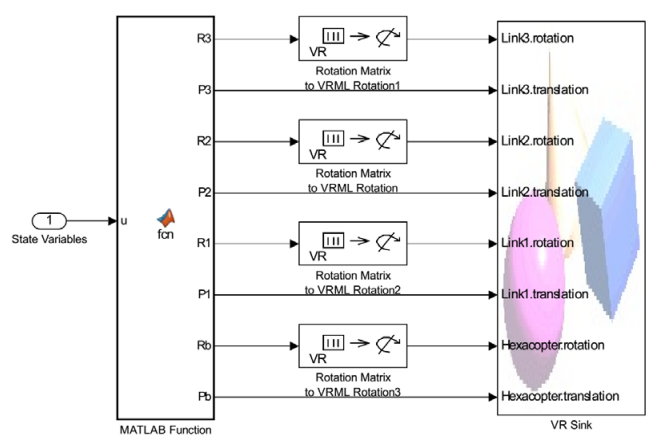 R3
VR
Link3.rotation
Rotation Matrix
to VRML Rotation1
P3
Link3.translation
R2
VR
Link2.rotation
Rotation Matrix
to VRML Rotation
P2
Link2.translation
1
u
fcn
State Variables
R1
VR
Link1.rotation
Rotation Matrix
to VRML Rotation2
P1
Link1.translation
Rb
VR
Hexacopter.rotation
Rotation Matrix
to VRML Rotation3
Pb
Hexacopter.translation
MATLAB Function
VR Sink